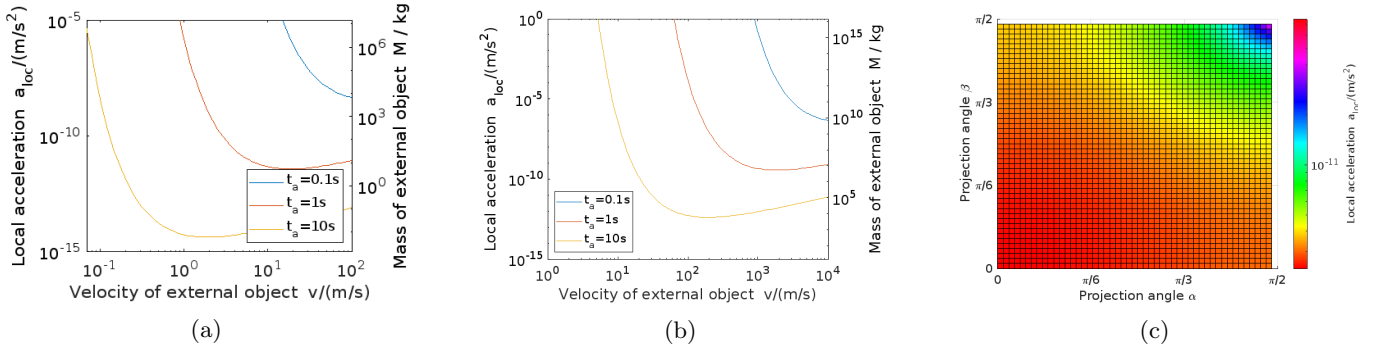 10^-5
10^-10
10^-15
Local acceleration a_loc/(m/s^2)
10^6
10^3
10^0
Mass of external object M / kg
t_a=0.1s
t_a=1s
t_a=10s
10^-1
10^0
10^1
10^2
Velocity of external object v/(m/s)
(a)
10^0
10^-5
10^-10
10^-15
Local acceleration a_loc/(m/s^2)
10^15
10^10
10^5
Mass of external object M / kg
t_a=0.1s
t_a=1s
t_a=10s
10^0
10^1
10^2
10^3
10^4
Velocity of external object v/(m/s)
(b)
π/2
π/3
π/6
0
Projection angle β
0
π/6
π/3
π/2
Projection angle α
10^-11
Local acceleration a_loc/(m/s^2)
(c)